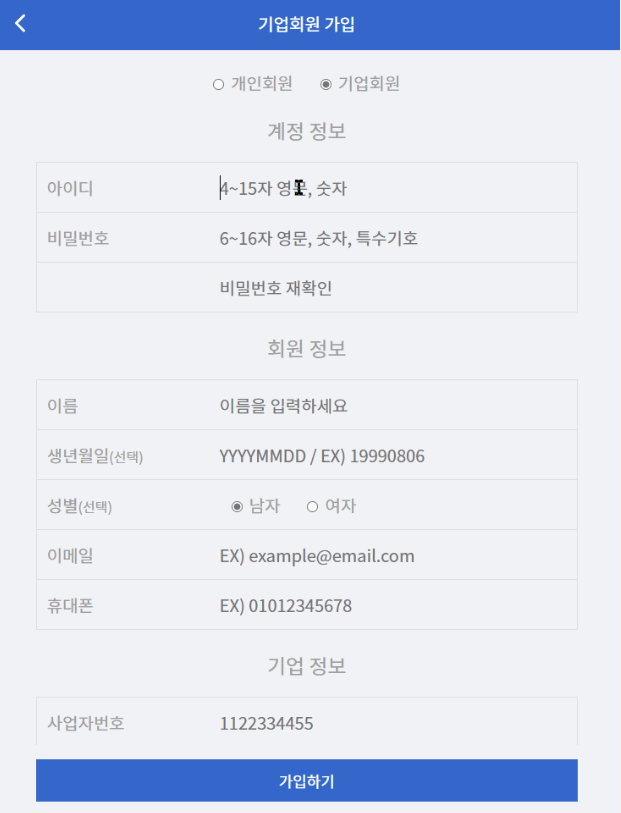 기업회원 가입
개인회원 기업회원
계정 정보
아이디 4~15자 영문, 숫자
비밀번호 6~16자 영문, 숫자, 특수기호
비밀번호 재확인
회원 정보
이름 이름을 입력하세요
생년월일(선택) YYYYMMDD / EX) 19990806
성별(선택) 남자 여자
이메일 EX) example@email.com
휴대폰 EX) 01012345678
기업 정보
사업자번호 1122334455
가입하기